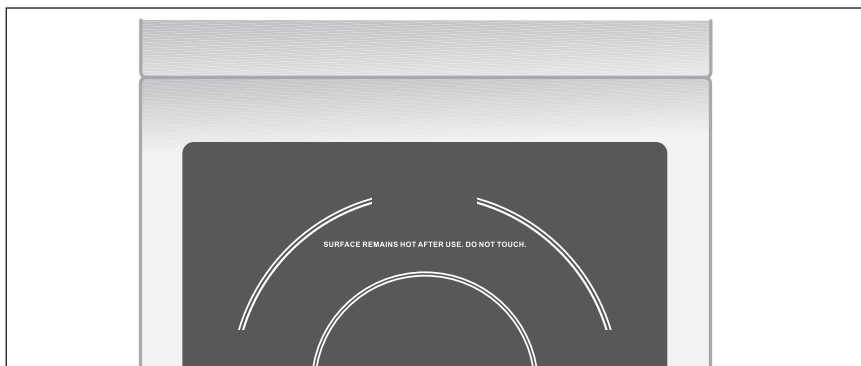 SURFACE REMAINS HOT AFTER USE. DO NOT TOUCH.